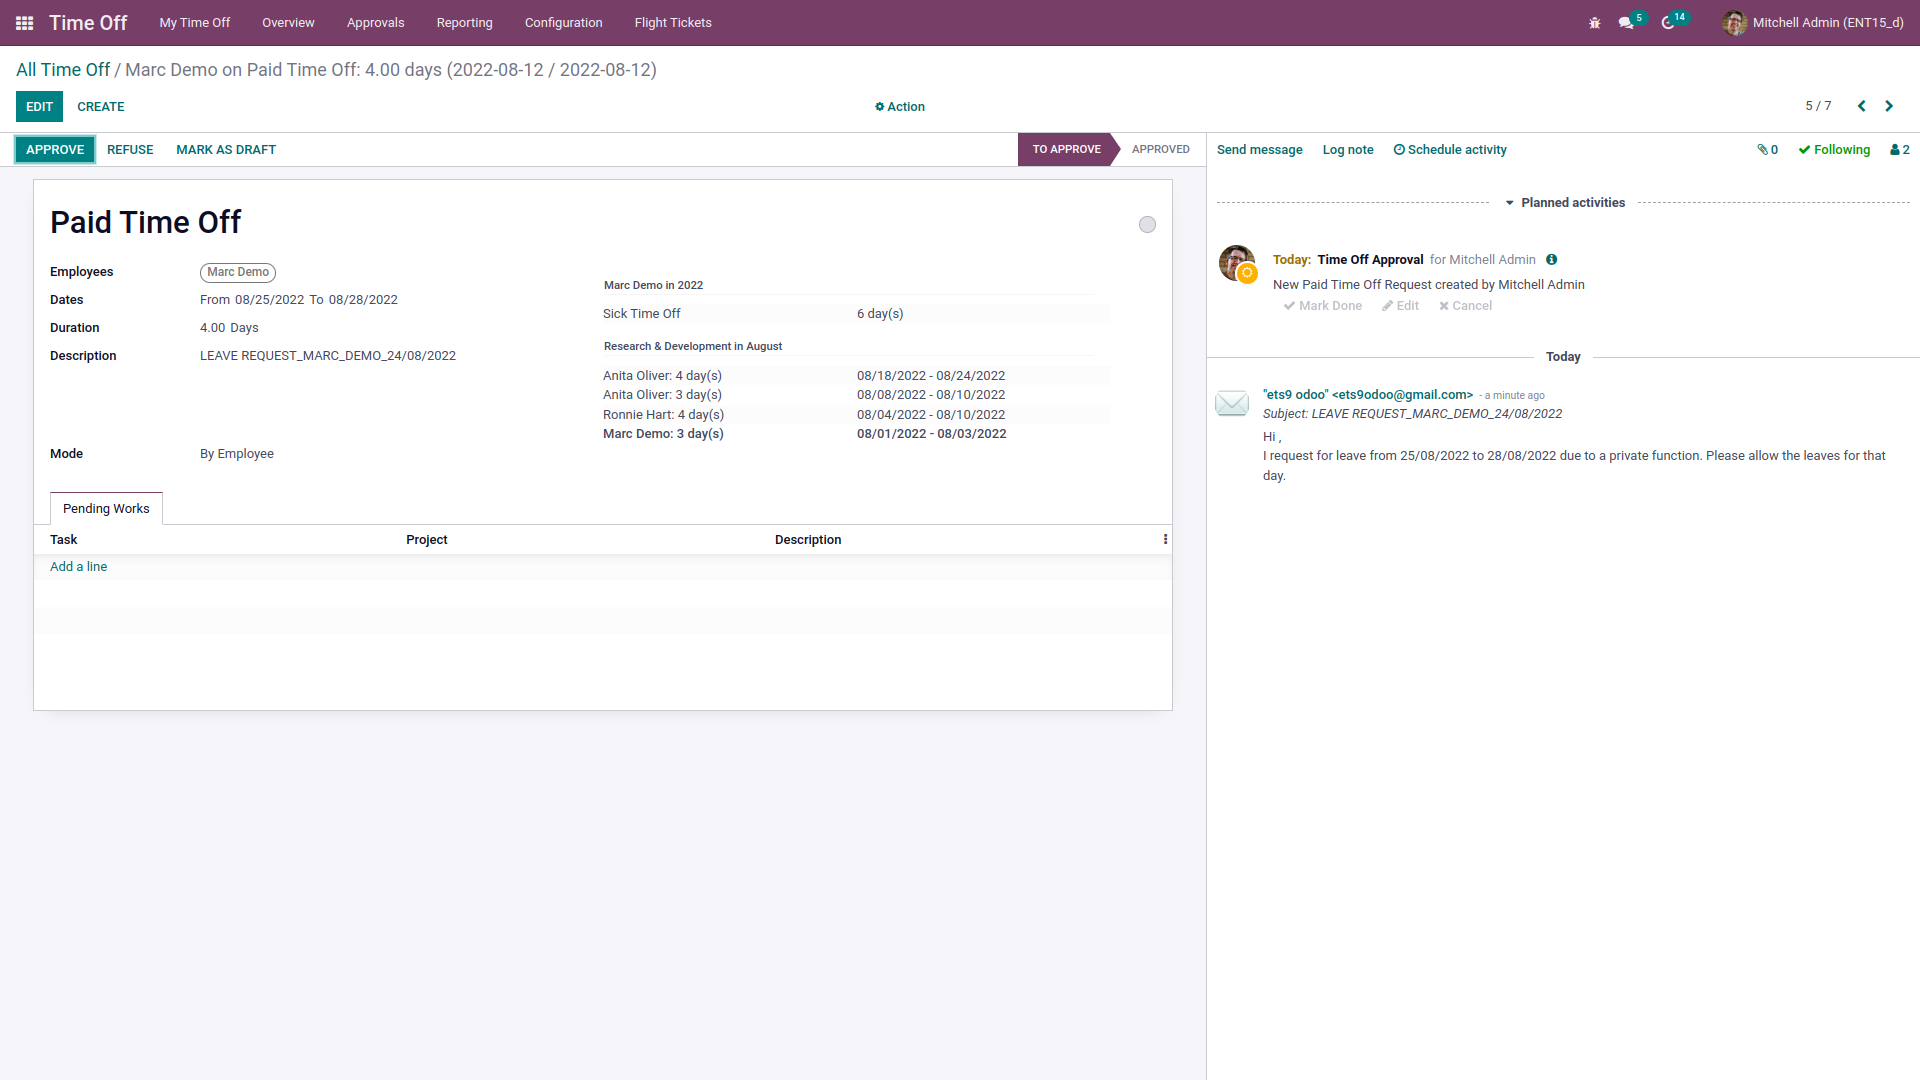 Time Off My Time Off Overview Approvals Reporting Configuration Flight Tickets 5 14 Mitchell Admin (ENT15_d)
All Time Off / Marc Demo on Paid Time Off: 4.00 days (2022-08-12 / 2022-08-12)
EDIT CREATE Action 5 / 7
APPROVE REFUSE MARK AS DRAFT TO APPROVE APPROVED
Paid Time Off
Employees Marc Demo
Dates From 08/25/2022 To 08/28/2022
Duration 4.00 Days
Description LEAVE REQUEST_MARC_DEMO_24/08/2022
Mode By Employee
Marc Demo in 2022
Sick Time Off 6 day(s)
Research & Development in August
Anita Oliver: 4 day(s) 08/18/2022 - 08/24/2022
Anita Oliver: 3 day(s) 08/08/2022 - 08/10/2022
Ronnie Hart: 4 day(s) 08/04/2022 - 08/10/2022
Marc Demo: 3 day(s) 08/01/2022 - 08/03/2022
Pending Works
Task Project Description
Add a line
Send message Log note Schedule activity 0 Following 2
Planned activities
Today: Time Off Approval for Mitchell Admin
New Paid Time Off Request created by Mitchell Admin
Mark Done Edit Cancel
Today
"ets9 odoo" <ets9odoo@gmail.com> - a minute ago
Subject: LEAVE REQUEST_MARC_DEMO_24/08/2022
Hi ,
I request for leave from 25/08/2022 to 28/08/2022 due to a private function. Please allow the leaves for that
day.